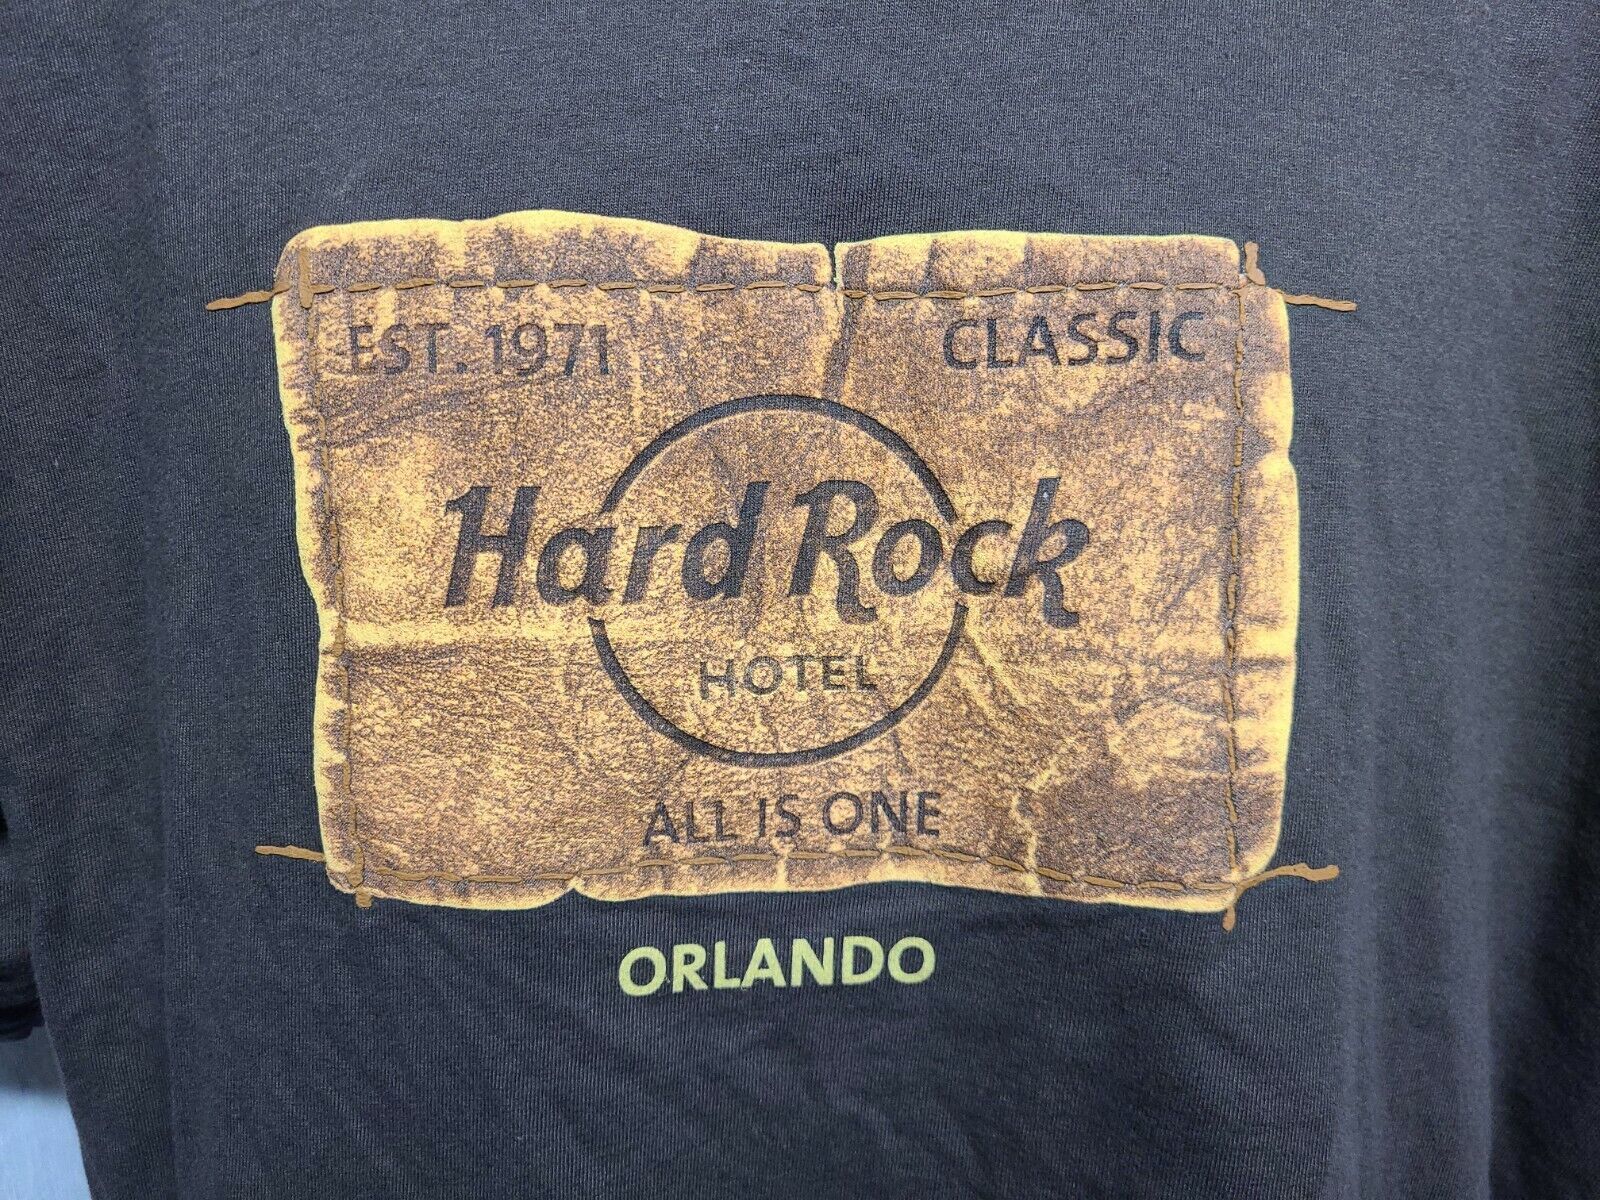 EST. 1971 CLASSIC
Hard Rock
HOTEL
ALL IS ONE
ORLANDO